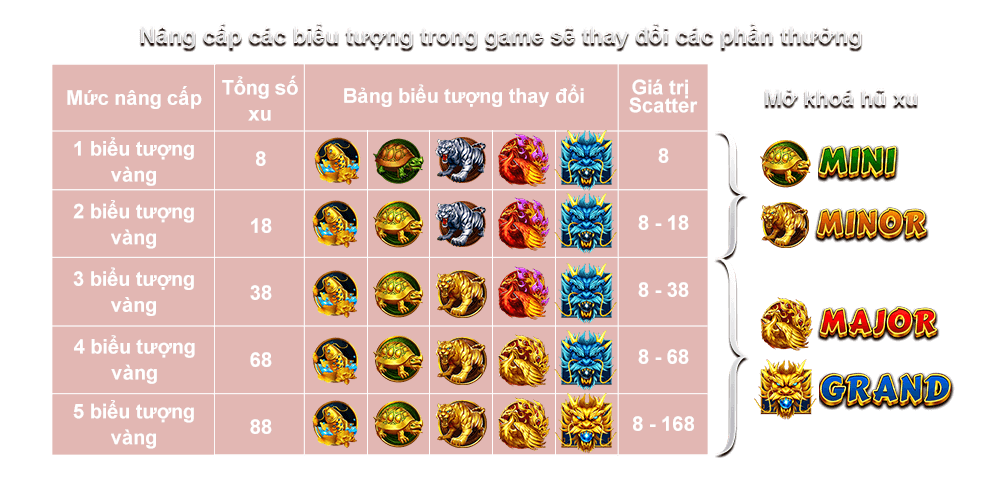 Nâng cấp các biểu tượng trong game sẽ thay đổi các phần thưởng
Mức nâng cấp
Tổng số
xu
Bảng biểu tượng thay đổi
Giá trị
Scatter
Mở khoá hũ xu
1 biểu tượng
vàng
8
8
2 biểu tượng
vàng
18
8 - 18
3 biểu tượng
vàng
38
8 - 38
4 biểu tượng
vàng
68
8 - 68
5 biểu tượng
vàng
88
8 - 168
MINI
MINOR
MAJOR
GRAND